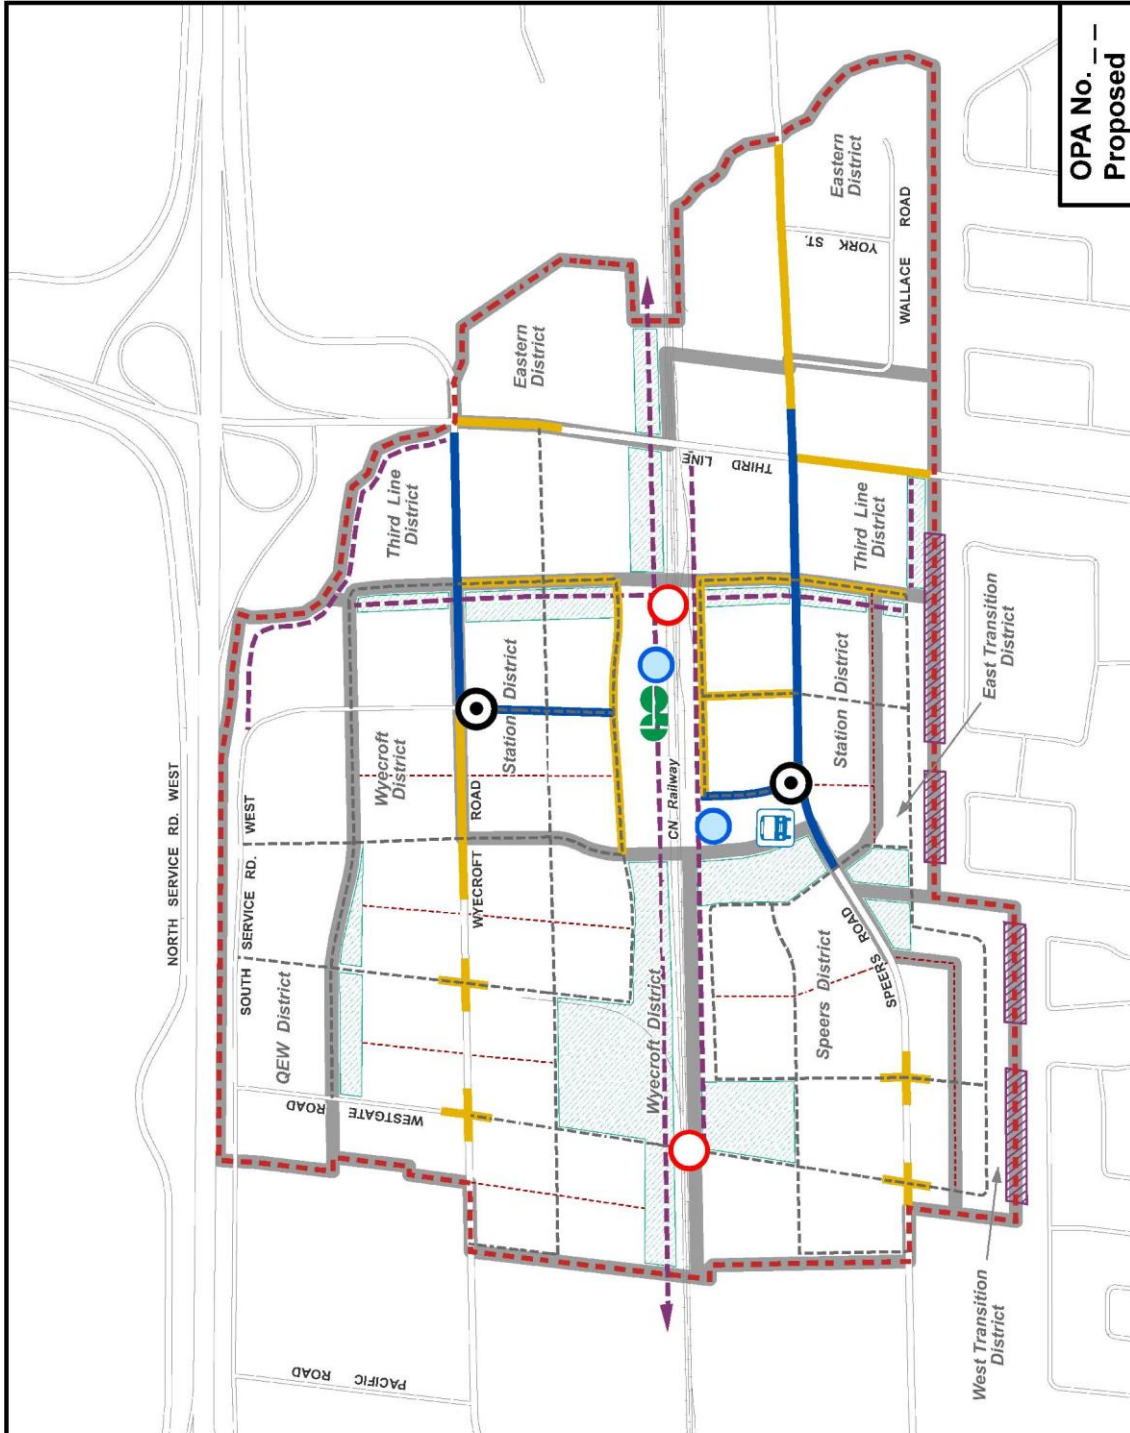 OPA No. _ _
Proposed
Eastern
District
YORK ST.
WALLACE ROAD
Eastern
District
Third Line
District
THIRD LINE
Third Line
District
East Transition
District
Station District
Station District
Wyecroft
District
GO
CN Railway
NORTH SERVICE RD. WEST
SOUTH SERVICE RD. WEST
WYECROFT ROAD
SPEERS ROAD
QEW District
Wyecroft District
Speers District
WESTGATE ROAD
West Transition
District
PACIFIC ROAD